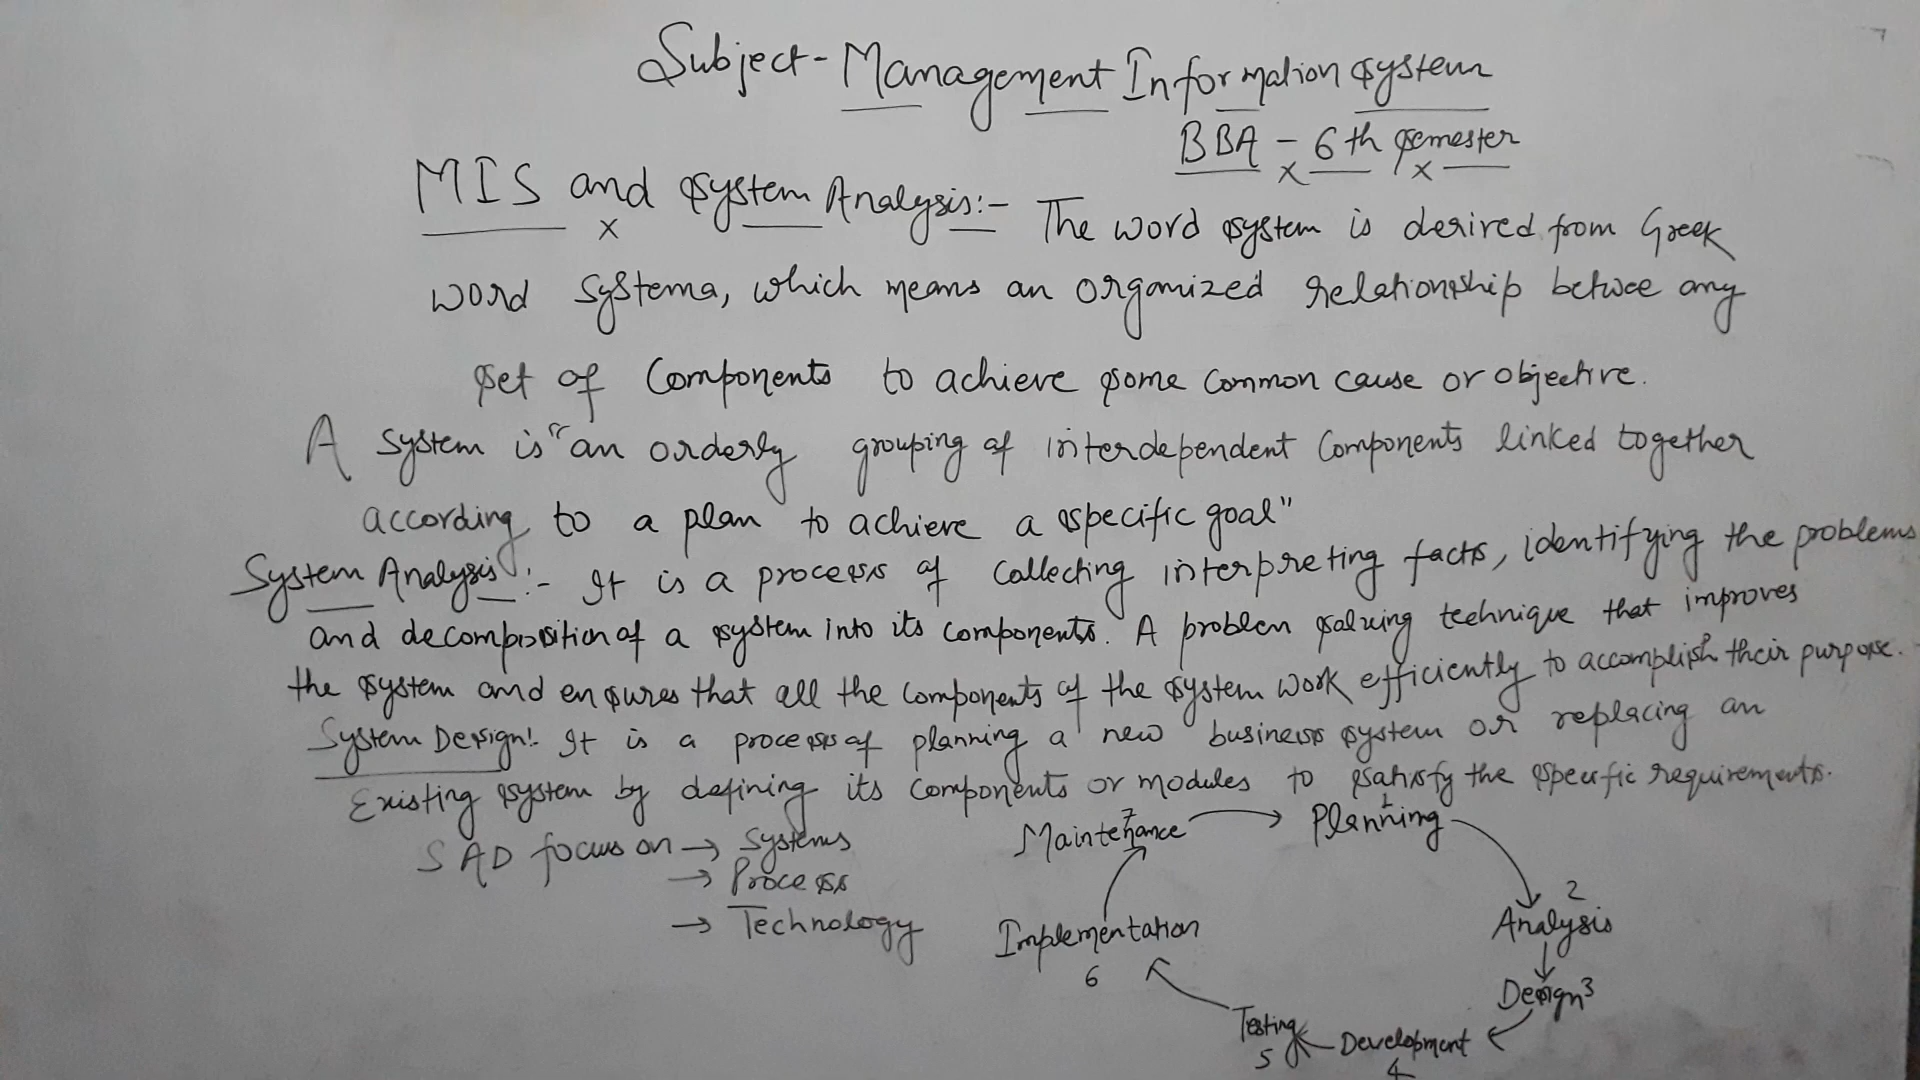 Subject - Management Information System
BBA - 6th Semester
MIS and System Analysis :- The word system is derived from Greek
word Systema, which means an organized relationship betwee any
set of components to achieve some common cause or objective.
A system is "an orderly grouping of interdependent components linked together
according to a plan to achieve a specific goal"
System Analysis :- It is a process of collecting interpreting facts, identifying the problems
and decomposition of a system into its components. A problem solving technique that improves
the system and ensures that all the components of the system work efficiently to accomplish their purpose.
System Design: It is a process of planning a new business system or replacing an
Existing system by defining its components or modules to satisfy the specific requirements.
SAD focus on → Systems
→ Process
→ Technology
Planning 1
Analysis 2
Design 3
Development 4
Testing 5
Implementation 6
Maintenance 7